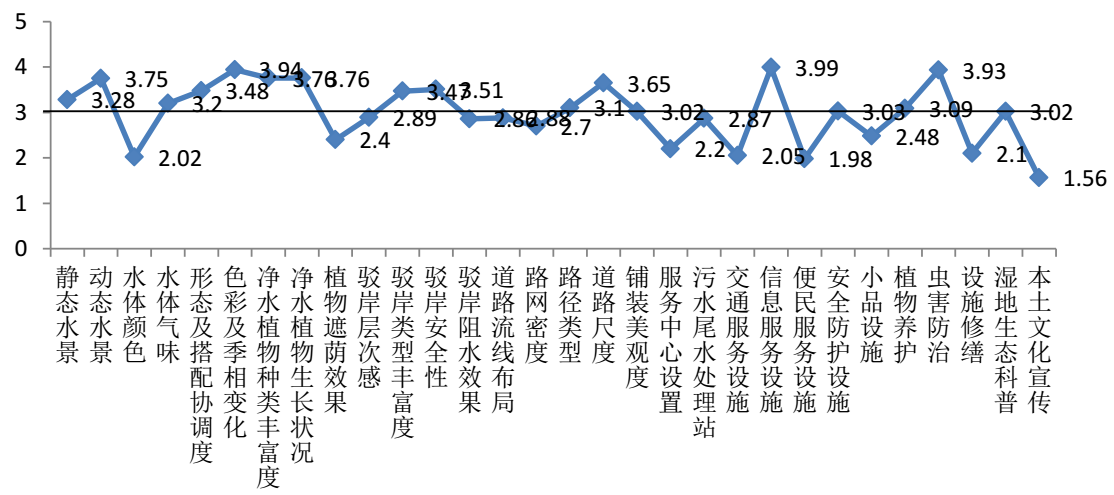 5
4
3
2
1
0
3.28
3.75
2.02
3.2
3.48
3.94
3.76
3.76
2.4
2.89
3.47
3.51
2.86
2.88
2.7
3.1
3.65
3.02
2.2
2.87
2.05
3.99
1.98
3.03
2.48
3.09
3.93
2.1
3.02
1.56
静态水景
动态水景
水体颜色
水体气味
形态及搭配协调度
色彩及季相变化
净水植物种类丰富度
净水植物生长状况
植物遮荫效果
驳岸层次感
驳岸类型丰富度
驳岸安全性
驳岸阻水效果
道路流线布局
路网密度
路径类型
道路尺度
铺装美观度
服务中心设置
污水尾水处理站
交通服务设施
信息服务设施
便民服务设施
安全防护设施
小品设施
植物养护
虫害防治
设施修缮
湿地生态科普
本土文化宣传